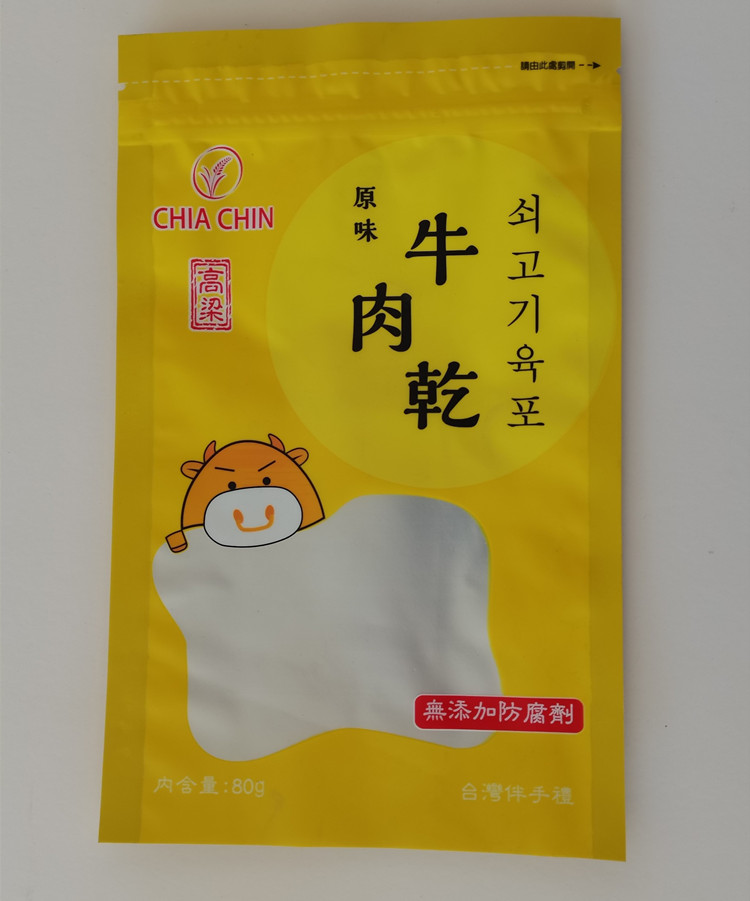 請由此處剪開
CHIA CHIN
高粱
原味
牛肉乾
쇠고기육포
無添加防腐劑
內含量:80g
台灣伴手禮